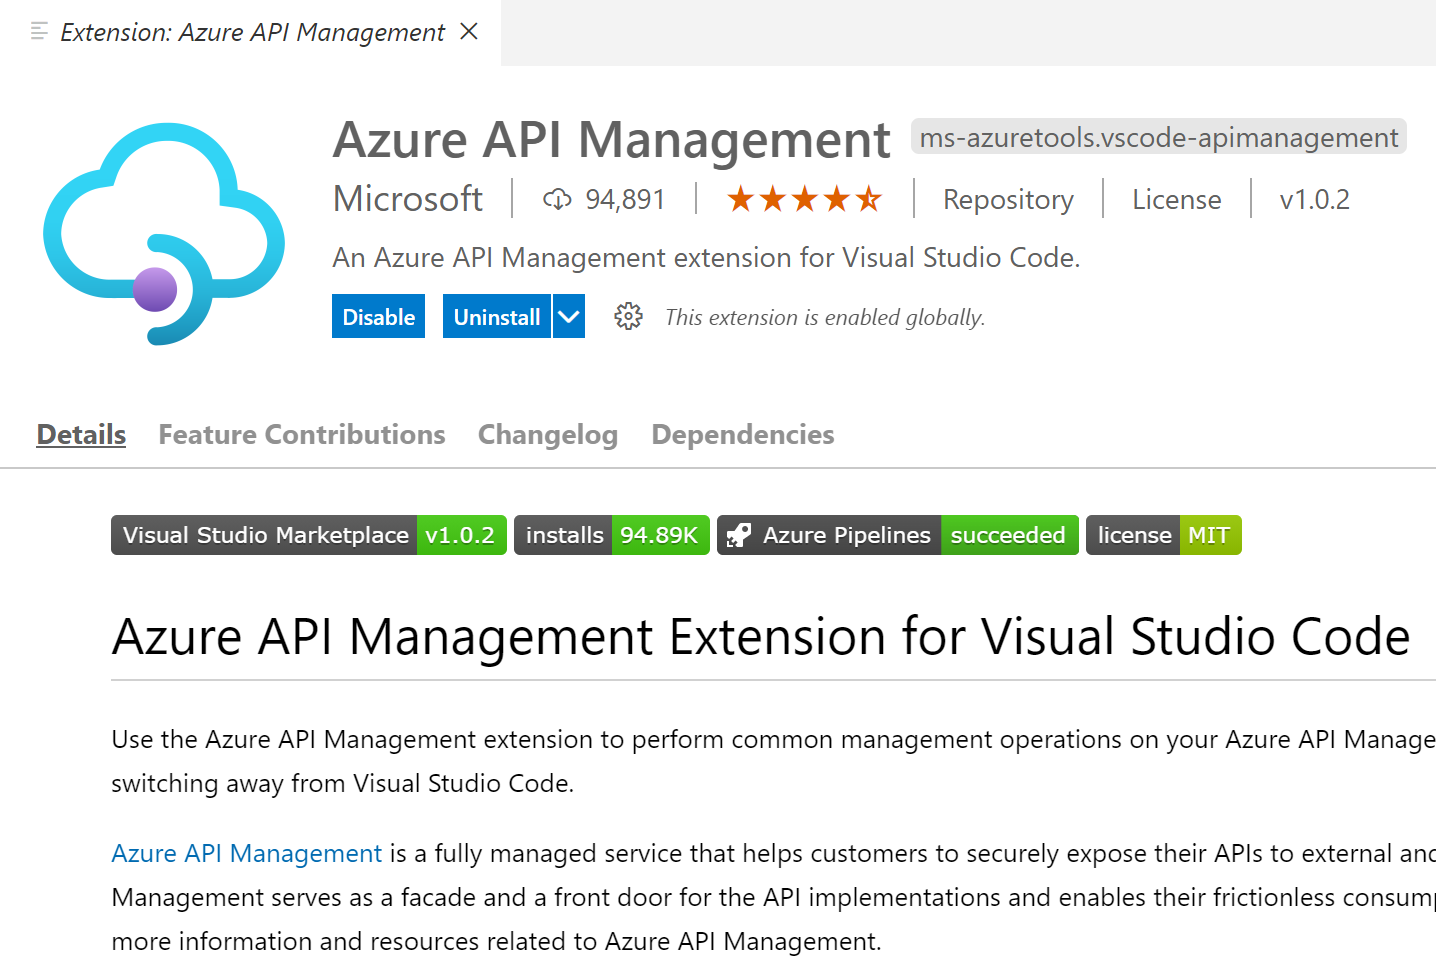 Extension: Azure API Management
Azure API Management ms-azuretools.vscode-apimanagement
Microsoft 94,891 Repository License v1.0.2
An Azure API Management extension for Visual Studio Code.
Disable Uninstall This extension is enabled globally.
Details Feature Contributions Changelog Dependencies
Visual Studio Marketplace v1.0.2 installs 94.89K Azure Pipelines succeeded license MIT
Azure API Management Extension for Visual Studio Code
Use the Azure API Management extension to perform common management operations on your Azure API Manage
switching away from Visual Studio Code.
Azure API Management is a fully managed service that helps customers to securely expose their APIs to external and
Management serves as a facade and a front door for the API implementations and enables their frictionless consump
more information and resources related to Azure API Management.